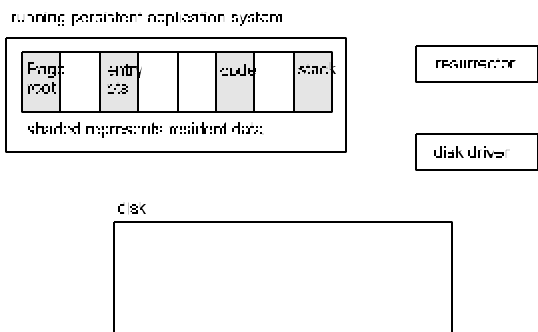 running persistent application system
Page
root
entry
pts
code
stack
shaded represents resident data
resurrector
disk driver
disk